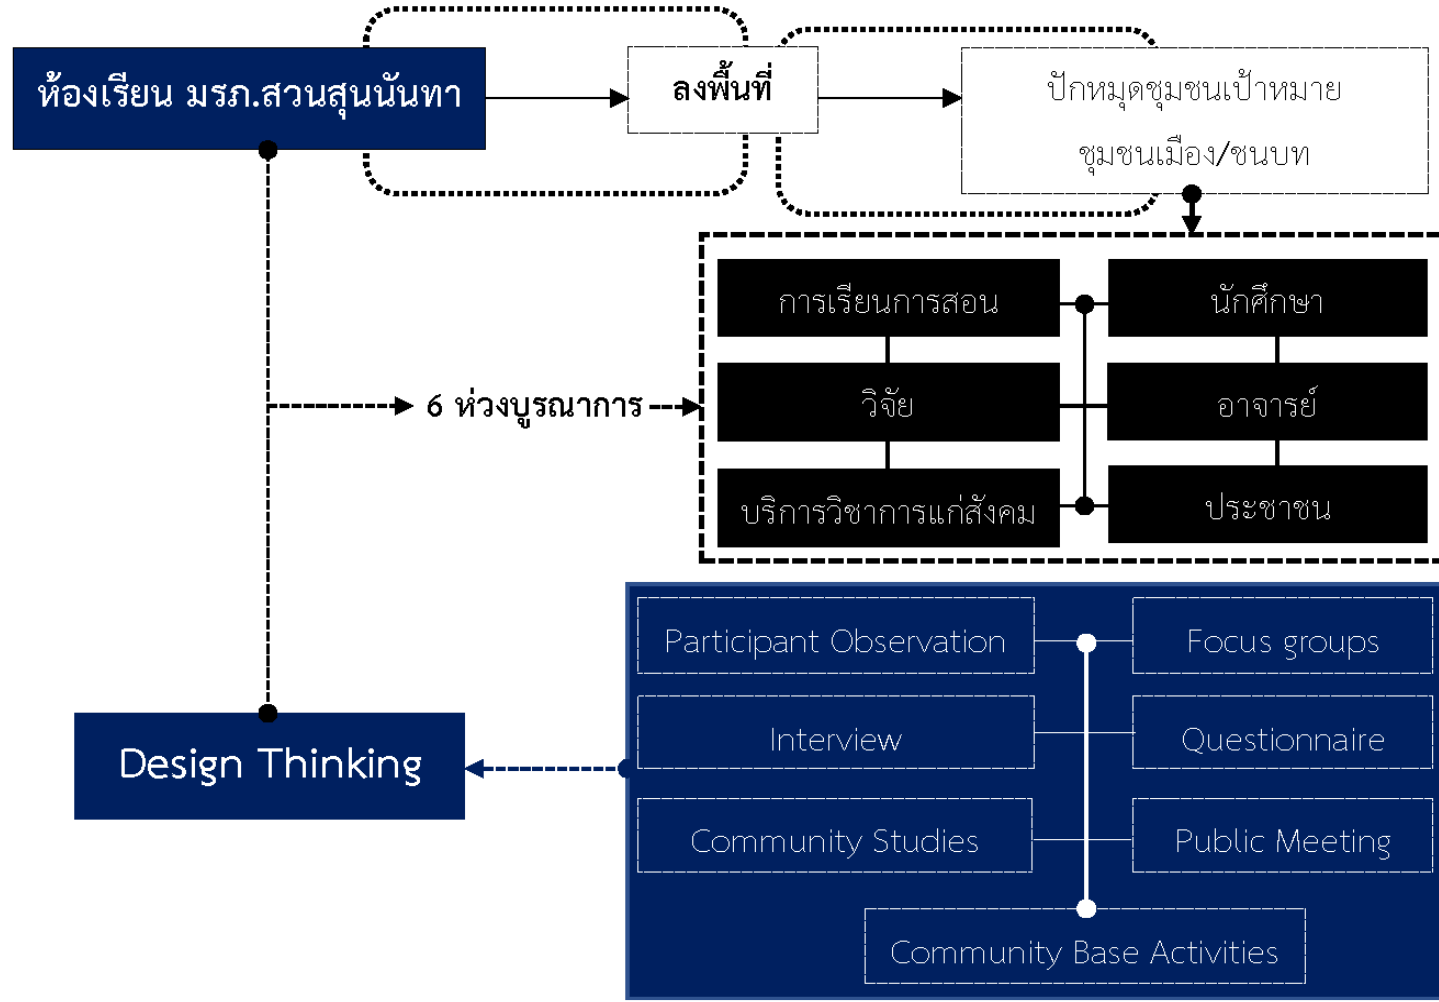 ห้องเรียน มรภ.สวนสุนนันทา
ลงพื้นที่
ปักหมุดชุมชนเป้าหมาย
ชุมชนเมือง/ชนบท
การเรียนการสอน
นักศึกษา
6 ห่วงบูรณาการ
วิจัย
อาจารย์
บริการวิชาการแก่สังคม
ประชาชน
Participant Observation
Focus groups
Interview
Questionnaire
Design Thinking
Community Studies
Public Meeting
Community Base Activities